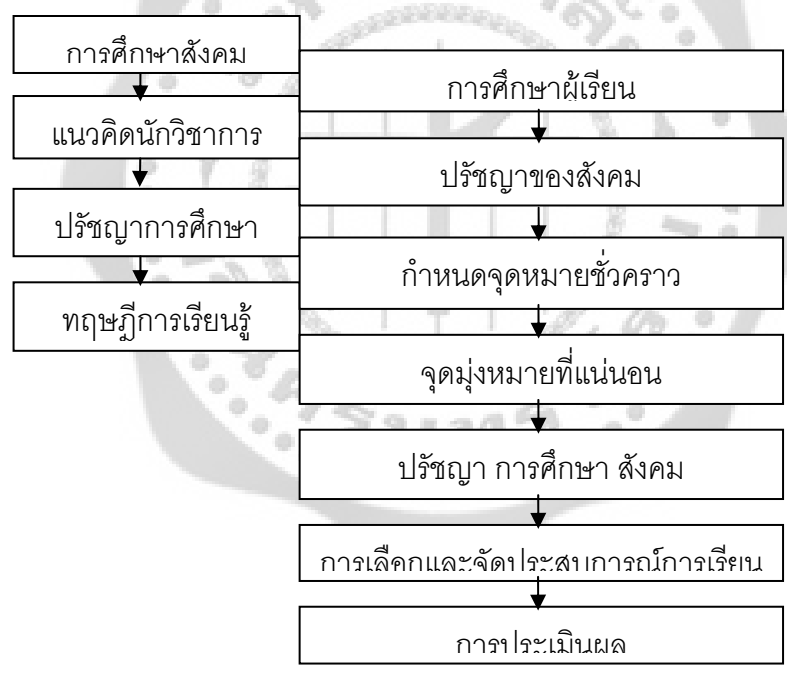 การศึกษาสังคม
แนวคิดนักวิชาการ
ปรัชญาการศึกษา
ทฤษฎีการเรียนรู้
การศึกษาผู้เรียน
ปรัชญาของสังคม
กำหนดจุดหมายชั่วคราว
จุดมุ่งหมายที่แน่นอน
ปรัชญา การศึกษา สังคม
การเลือกและจัดประสบการณ์การเรียน
การประเมินผล